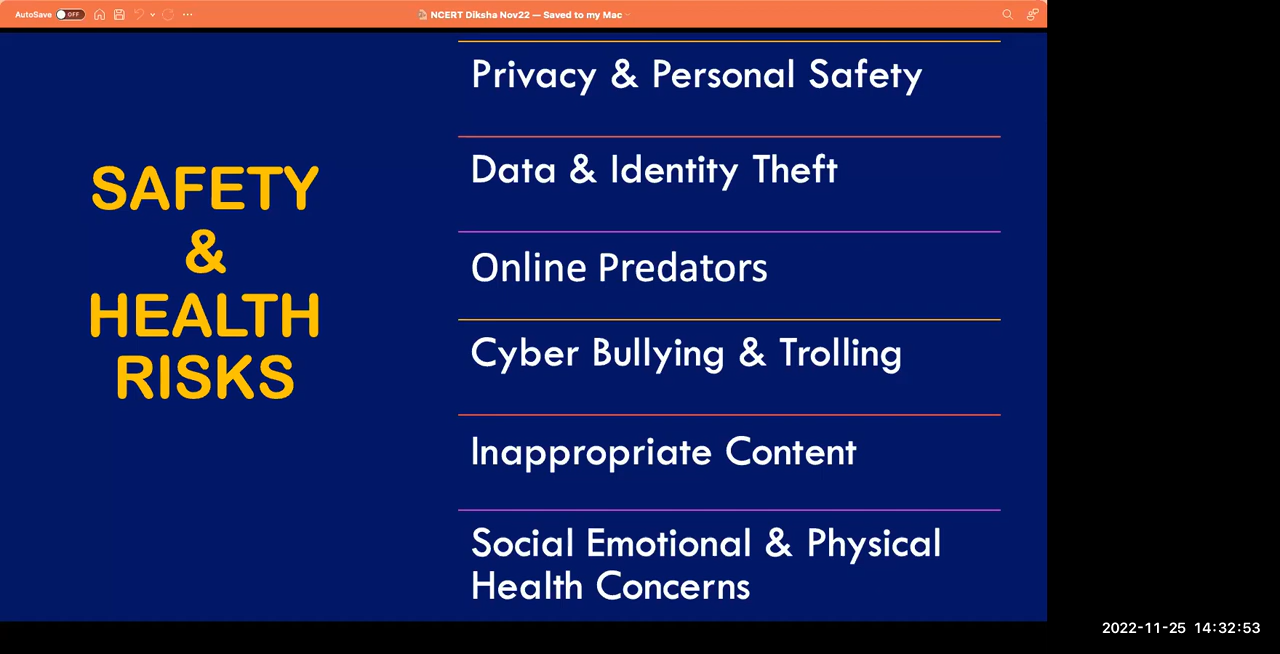 AutoSave OFF
NCERT Diksha Nov22 — Saved to my Mac
SAFETY
&
HEALTH
RISKS
Privacy & Personal Safety
Data & Identity Theft
Online Predators
Cyber Bullying & Trolling
Inappropriate Content
Social Emotional & Physical
Health Concerns
2022-11-25 14:32:53